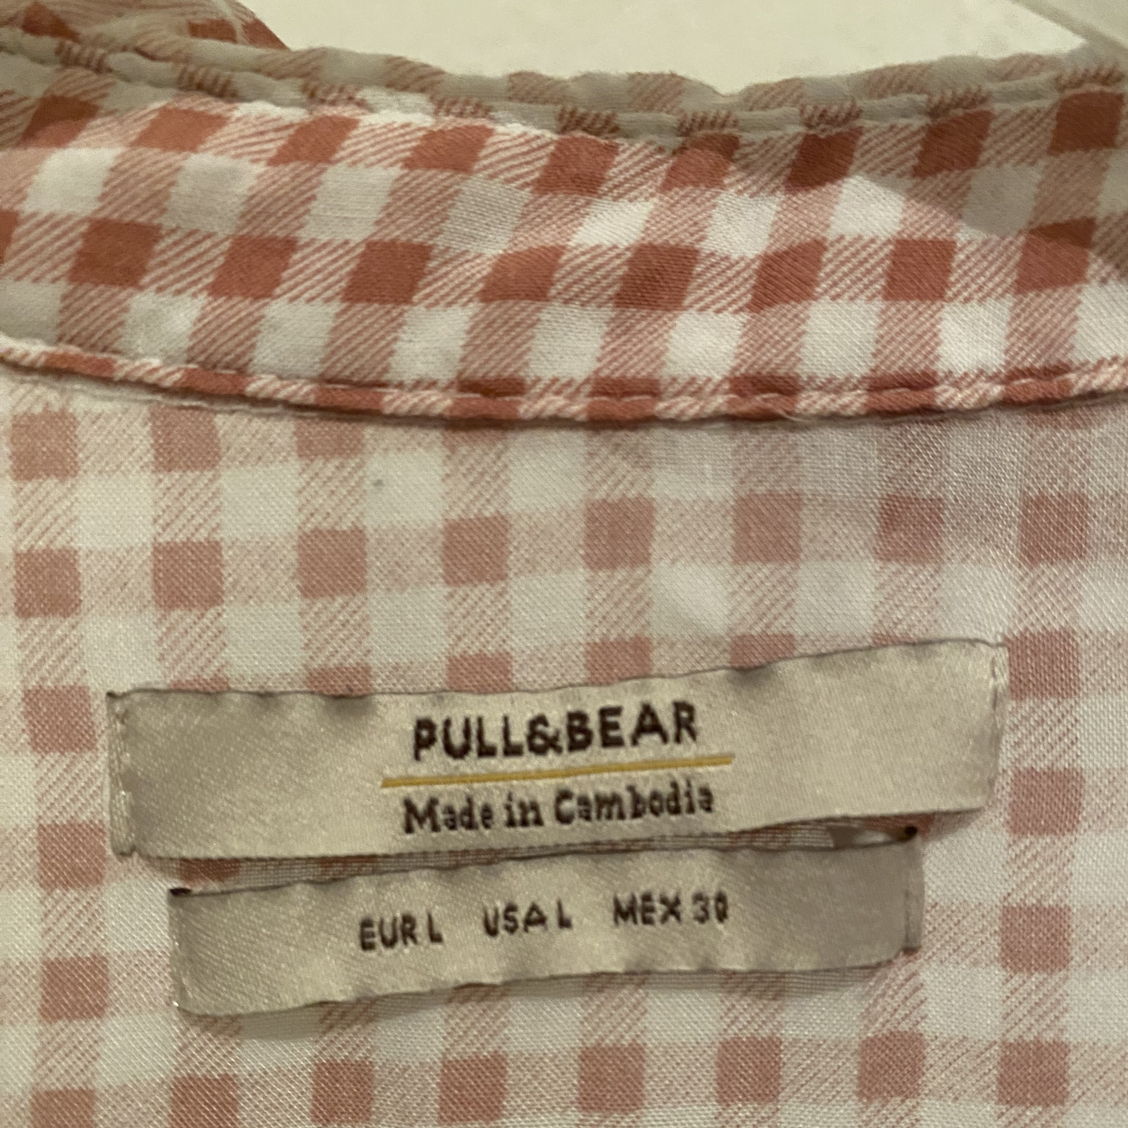 PULL&BEAR
Made in Cambodia
EUR L USA L MEX 30